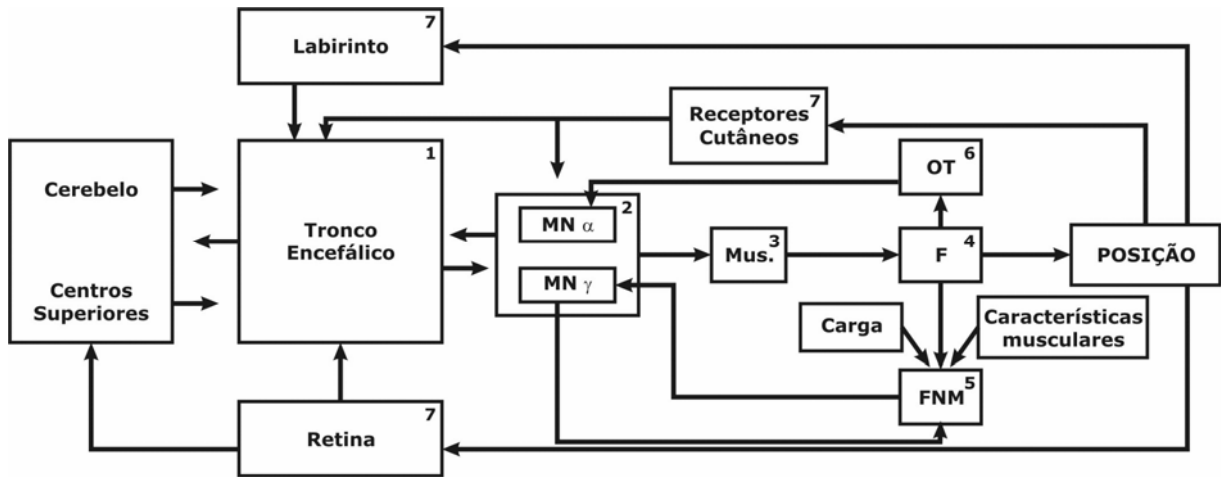 7
Labirinto
7
Receptores
Cutâneos
6
OT
Cerebelo
Centros
Superiores
1
Tronco
Encefálico
2
MN α
MN γ
3
Mus.
4
F
POSIÇÃO
Carga
Características
musculares
5
FNM
7
Retina